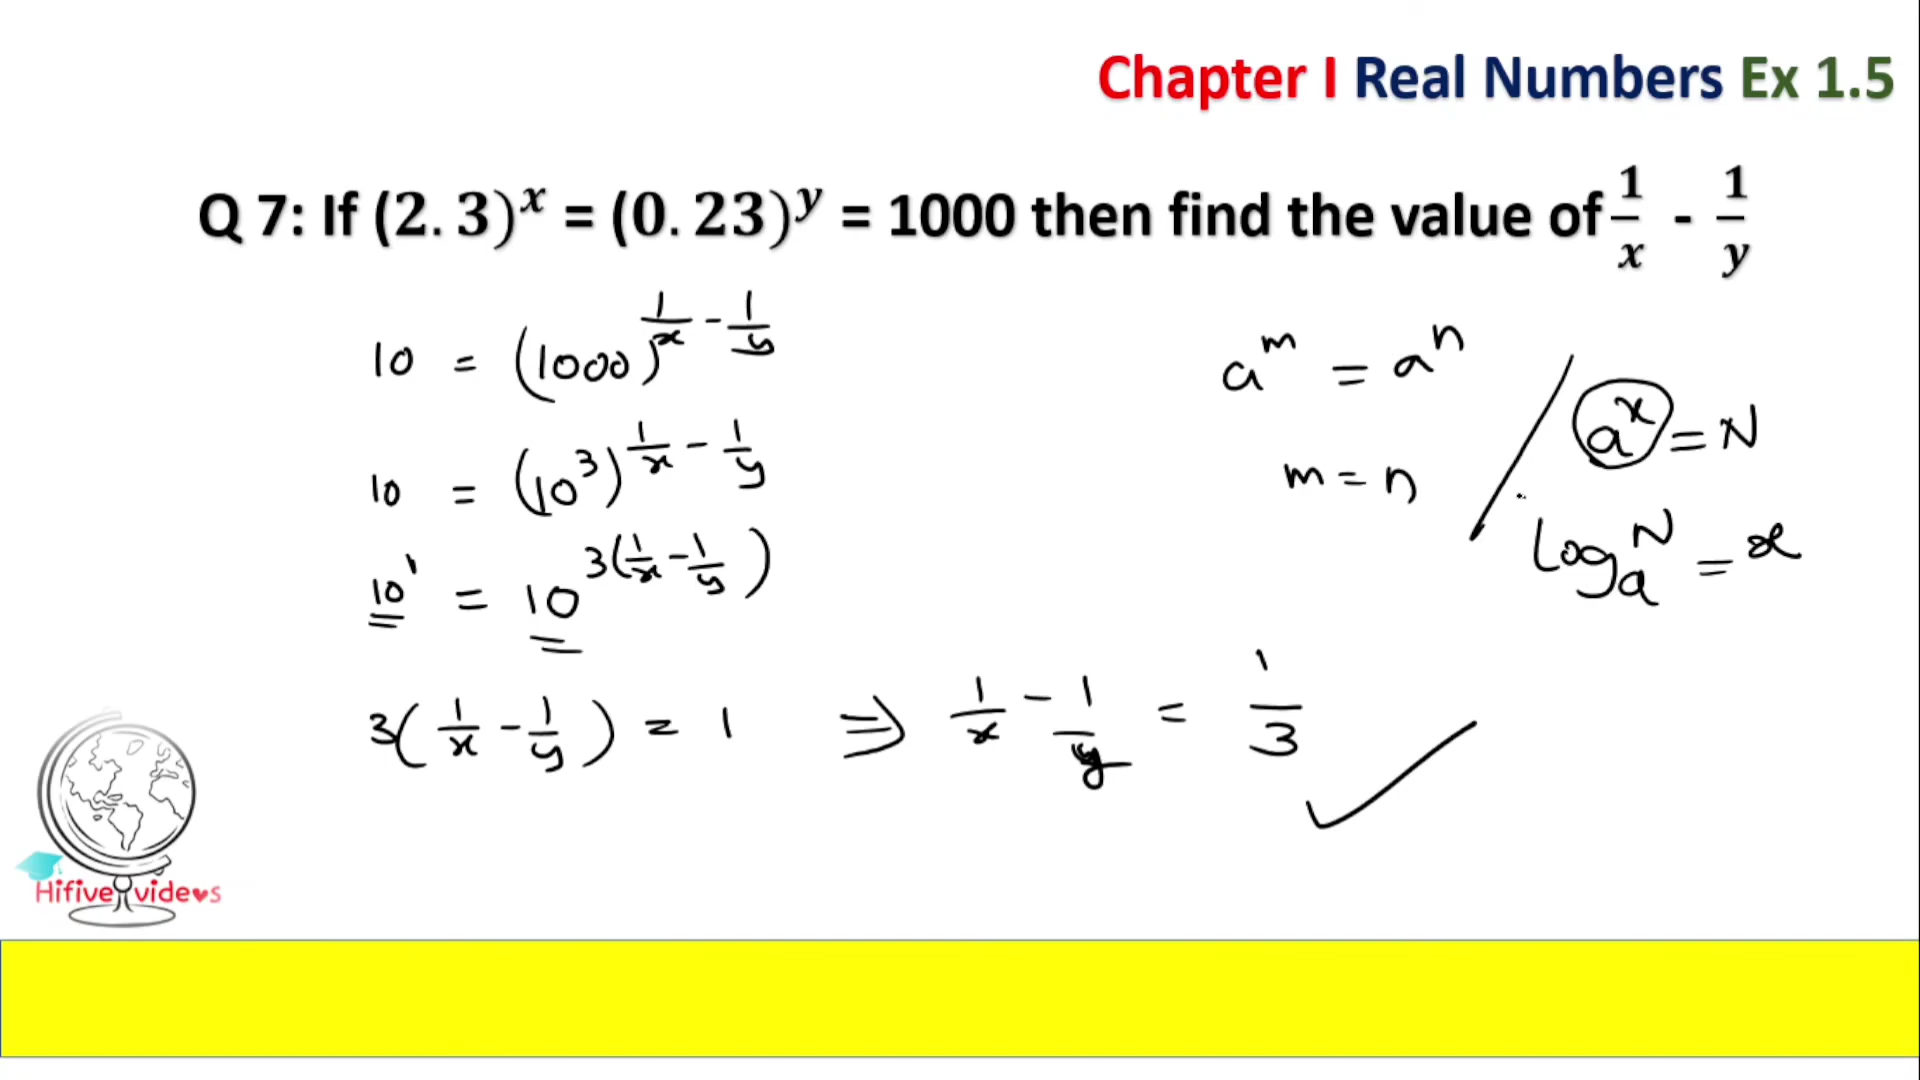 Chapter I Real Numbers Ex 1.5
Q 7: If (2.3)^x = (0.23)^y = 1000 then find the value of 1/x - 1/y
10 = (1000)^(1/x - 1/y)
10 = (10^3)^(1/x - 1/y)
10^1 = 10^3(1/x - 1/y)
3(1/x - 1/y) = 1 ⇒ 1/x - 1/y = 1/3
a^m = a^n
m = n
a^x = N
log_a N = x
Hifive videos